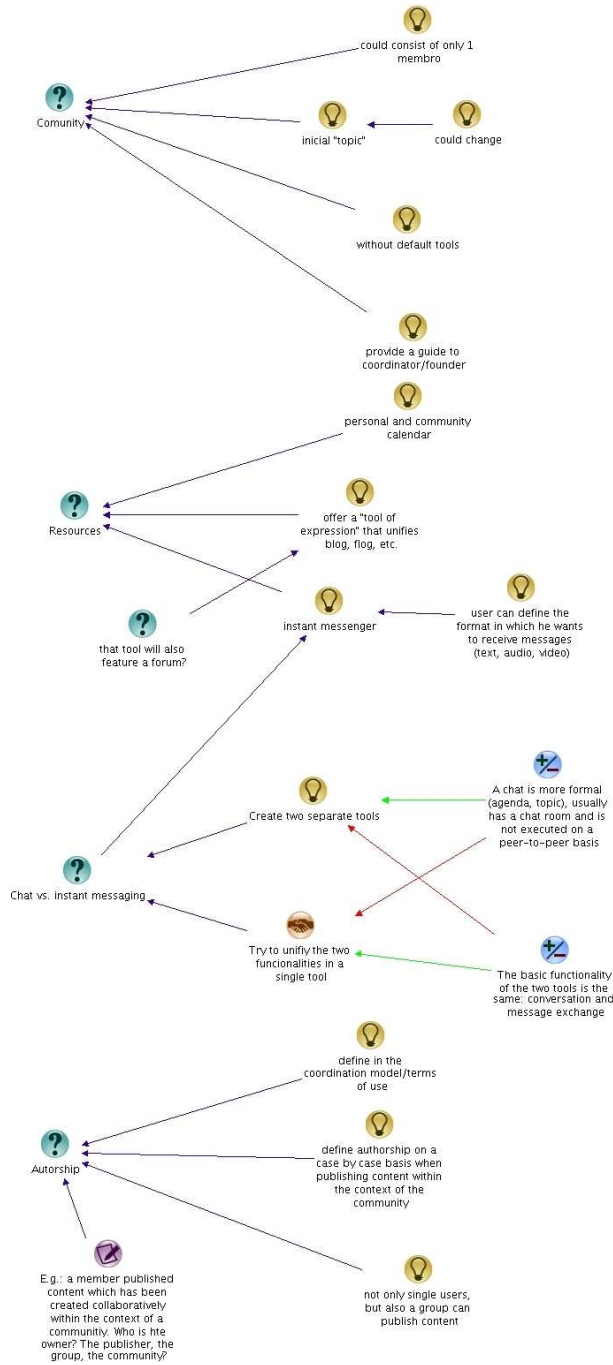 could consist of only 1
membro
Comunity
inicial "topic"
could change
without default tools
provide a guide to
coordinator/founder
personal and community
calendar
Resources
offer a "tool of
expression" that unifies
blog, flog, etc.
instant messenger
user can define the
format in which he wants
to receive messages
(text, audio, video)
that tool will also
feature a forum?
Create two separate tools
A chat is more formal
(agenda, topic), usually
has a chat room and is
not executed on a
peer-to-peer basis
Chat vs. instant messaging
Try to unifiy the two
funcionalities in a
single tool
The basic functionality
of the two tools is the
same: conversation and
message exchange
define in the
coordination model/terms
of use
Autorship
define authorship on a
case by case basis when
publishing content within
the context of the
community
E.g.: a member published
content which has been
created collaboratively
within the context of a
communitiy. Who is hte
owner? The publisher, the
group, the community?
not only single users,
but also a group can
publish content